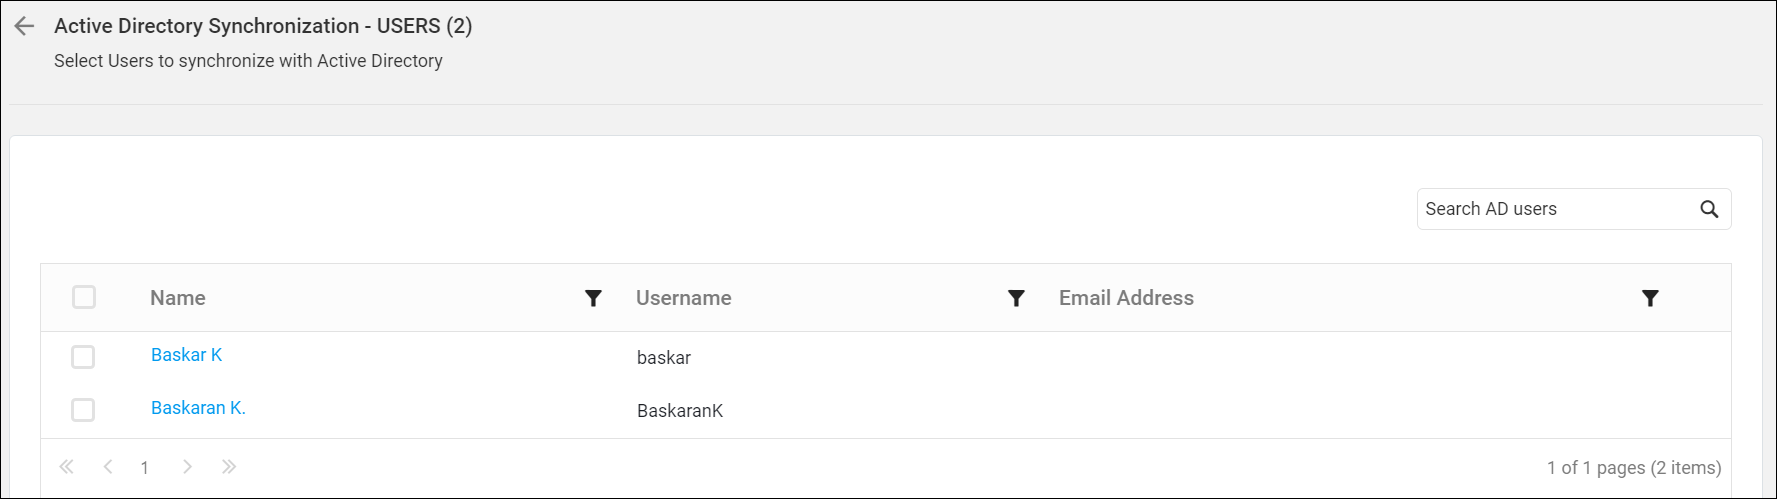 Active Directory Synchronization - USERS (2)
Select Users to synchronize with Active Directory
Search AD users
Name Username Email Address
Baskar K baskar
Baskaran K. BaskaranK
1 1 of 1 pages (2 items)